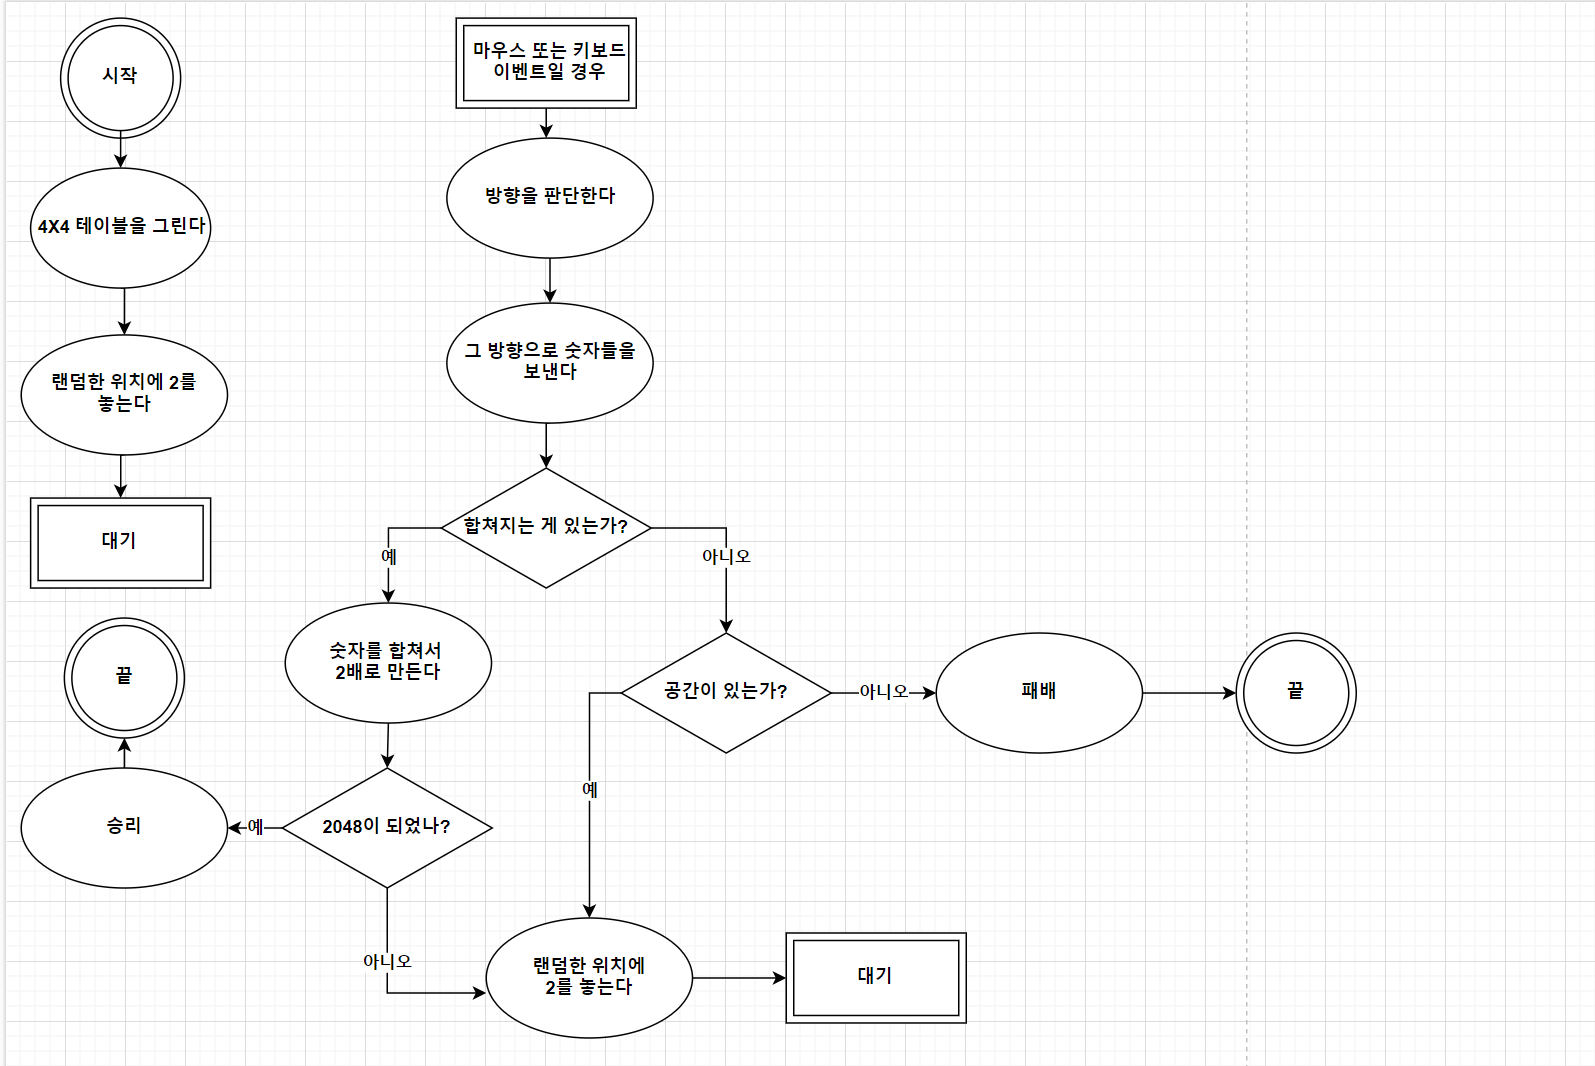 시작
4X4 테이블을 그린다
랜덤한 위치에 2를
놓는다
대기
마우스 또는 키보드
이벤트일 경우
방향을 판단한다
그 방향으로 숫자들을
보낸다
합쳐지는 게 있는가?
예
아니오
숫자를 합쳐서
2배로 만든다
2048이 되었나?
예
승리
끝
아니오
공간이 있는가?
아니오
패배
끝
예
랜덤한 위치에
2를 놓는다
대기